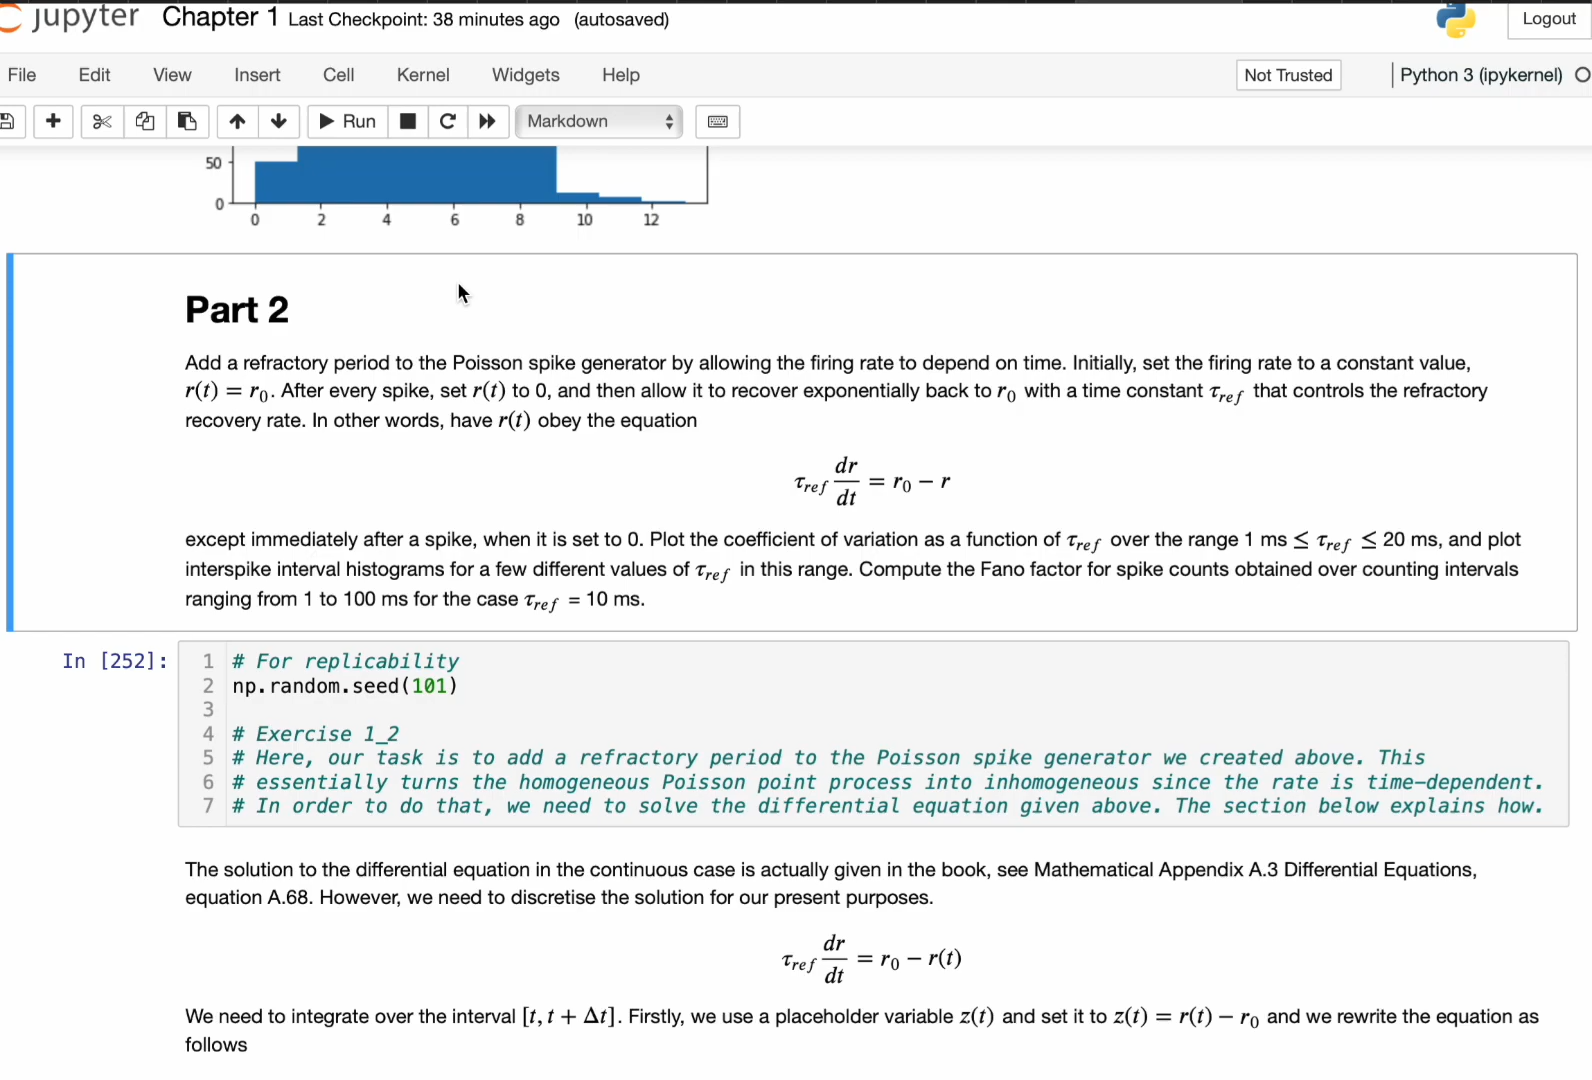 jupyter Chapter 1 Last Checkpoint: 38 minutes ago (autosaved) Logout
File Edit View Insert Cell Kernel Widgets Help Not Trusted Python 3 (ipykernel)
Run Markdown
50
0
0 2 4 6 8 10 12
Part 2
Add a refractory period to the Poisson spike generator by allowing the firing rate to depend on time. Initially, set the firing rate to a constant value,
r(t) = r₀. After every spike, set r(t) to 0, and then allow it to recover exponentially back to r₀ with a time constant τ_ref that controls the refractory
recovery rate. In other words, have r(t) obey the equation
τ_ref dr/dt = r₀ − r
except immediately after a spike, when it is set to 0. Plot the coefficient of variation as a function of τ_ref over the range 1 ms ≤ τ_ref ≤ 20 ms, and plot
interspike interval histograms for a few different values of τ_ref in this range. Compute the Fano factor for spike counts obtained over counting intervals
ranging from 1 to 100 ms for the case τ_ref = 10 ms.
In [252]:
1 # For replicability
2 np.random.seed(101)
3
4 # Exercise 1_2
5 # Here, our task is to add a refractory period to the Poisson spike generator we created above. This
6 # essentially turns the homogeneous Poisson point process into inhomogeneous since the rate is time-dependent.
7 # In order to do that, we need to solve the differential equation given above. The section below explains how.
The solution to the differential equation in the continuous case is actually given in the book, see Mathematical Appendix A.3 Differential Equations,
equation A.68. However, we need to discretise the solution for our present purposes.
τ_ref dr/dt = r₀ − r(t)
We need to integrate over the interval [t, t + Δt]. Firstly, we use a placeholder variable z(t) and set it to z(t) = r(t) − r₀ and we rewrite the equation as
follows